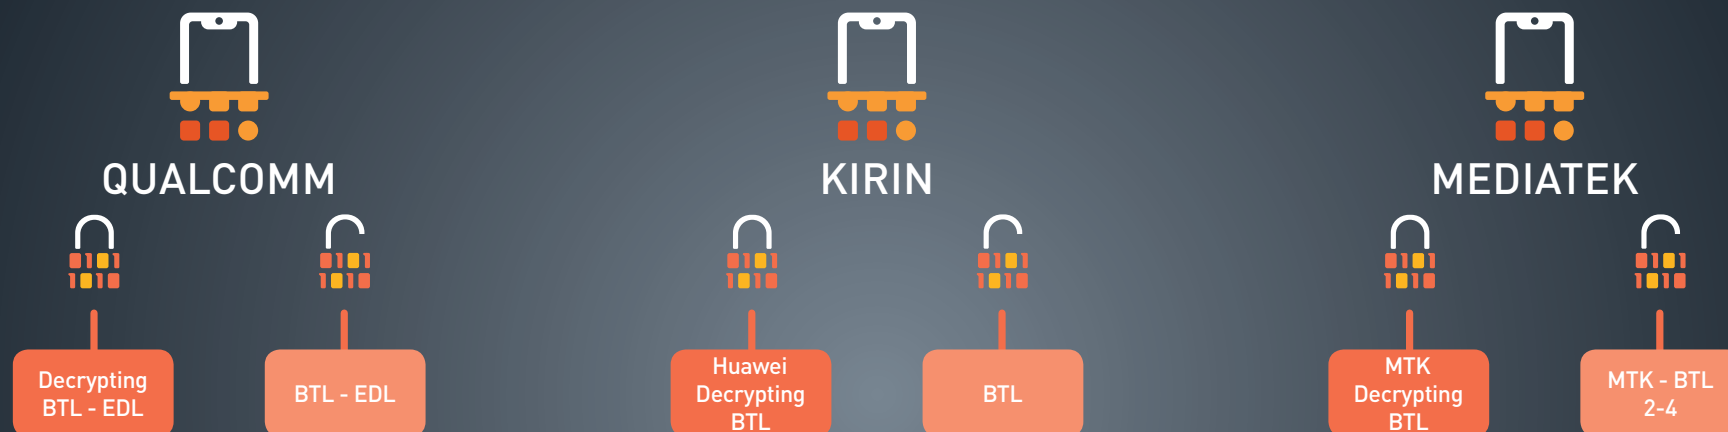 QUALCOMM
KIRIN
MEDIATEK
Decrypting
BTL - EDL
BTL - EDL
Huawei
Decrypting
BTL
BTL
MTK
Decrypting
BTL
MTK - BTL
2-4